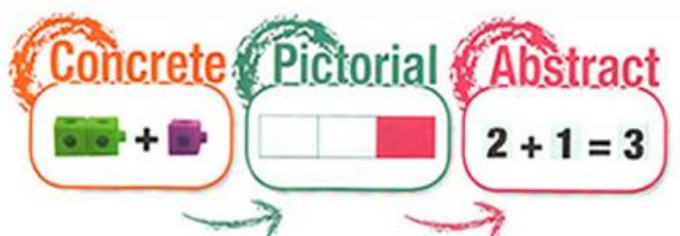 Concrete Pictorial Abstract
+ 2 + 1 = 3